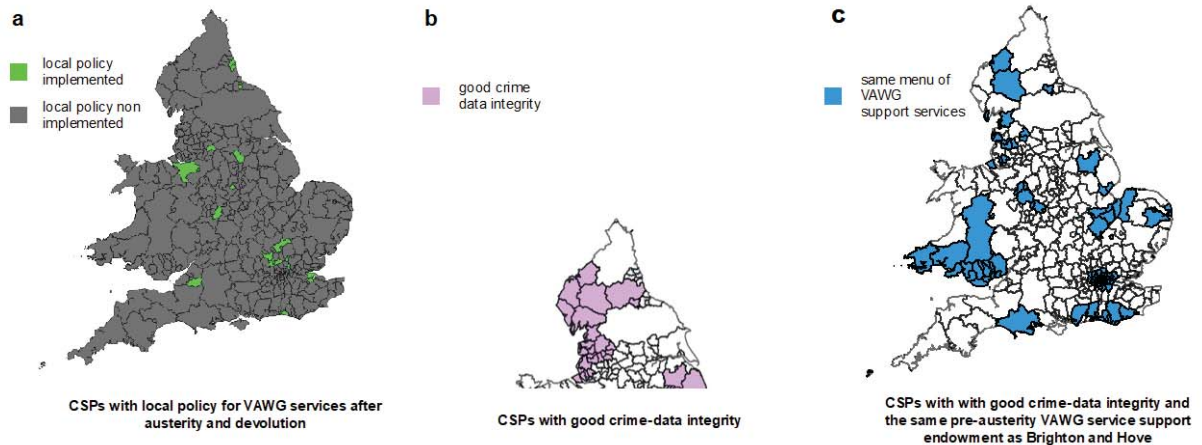 a
local policy
implemented
local policy non
implemented
CSPs with local policy for VAWG services after
austerity and devolution
b
good crime
data integrity
CSPs with good crime-data integrity
c
same menu of
VAWG
support services
CSPs with with good crime-data integrity and
the same pre-austerity VAWG service support
endowment as Brighton and Hove